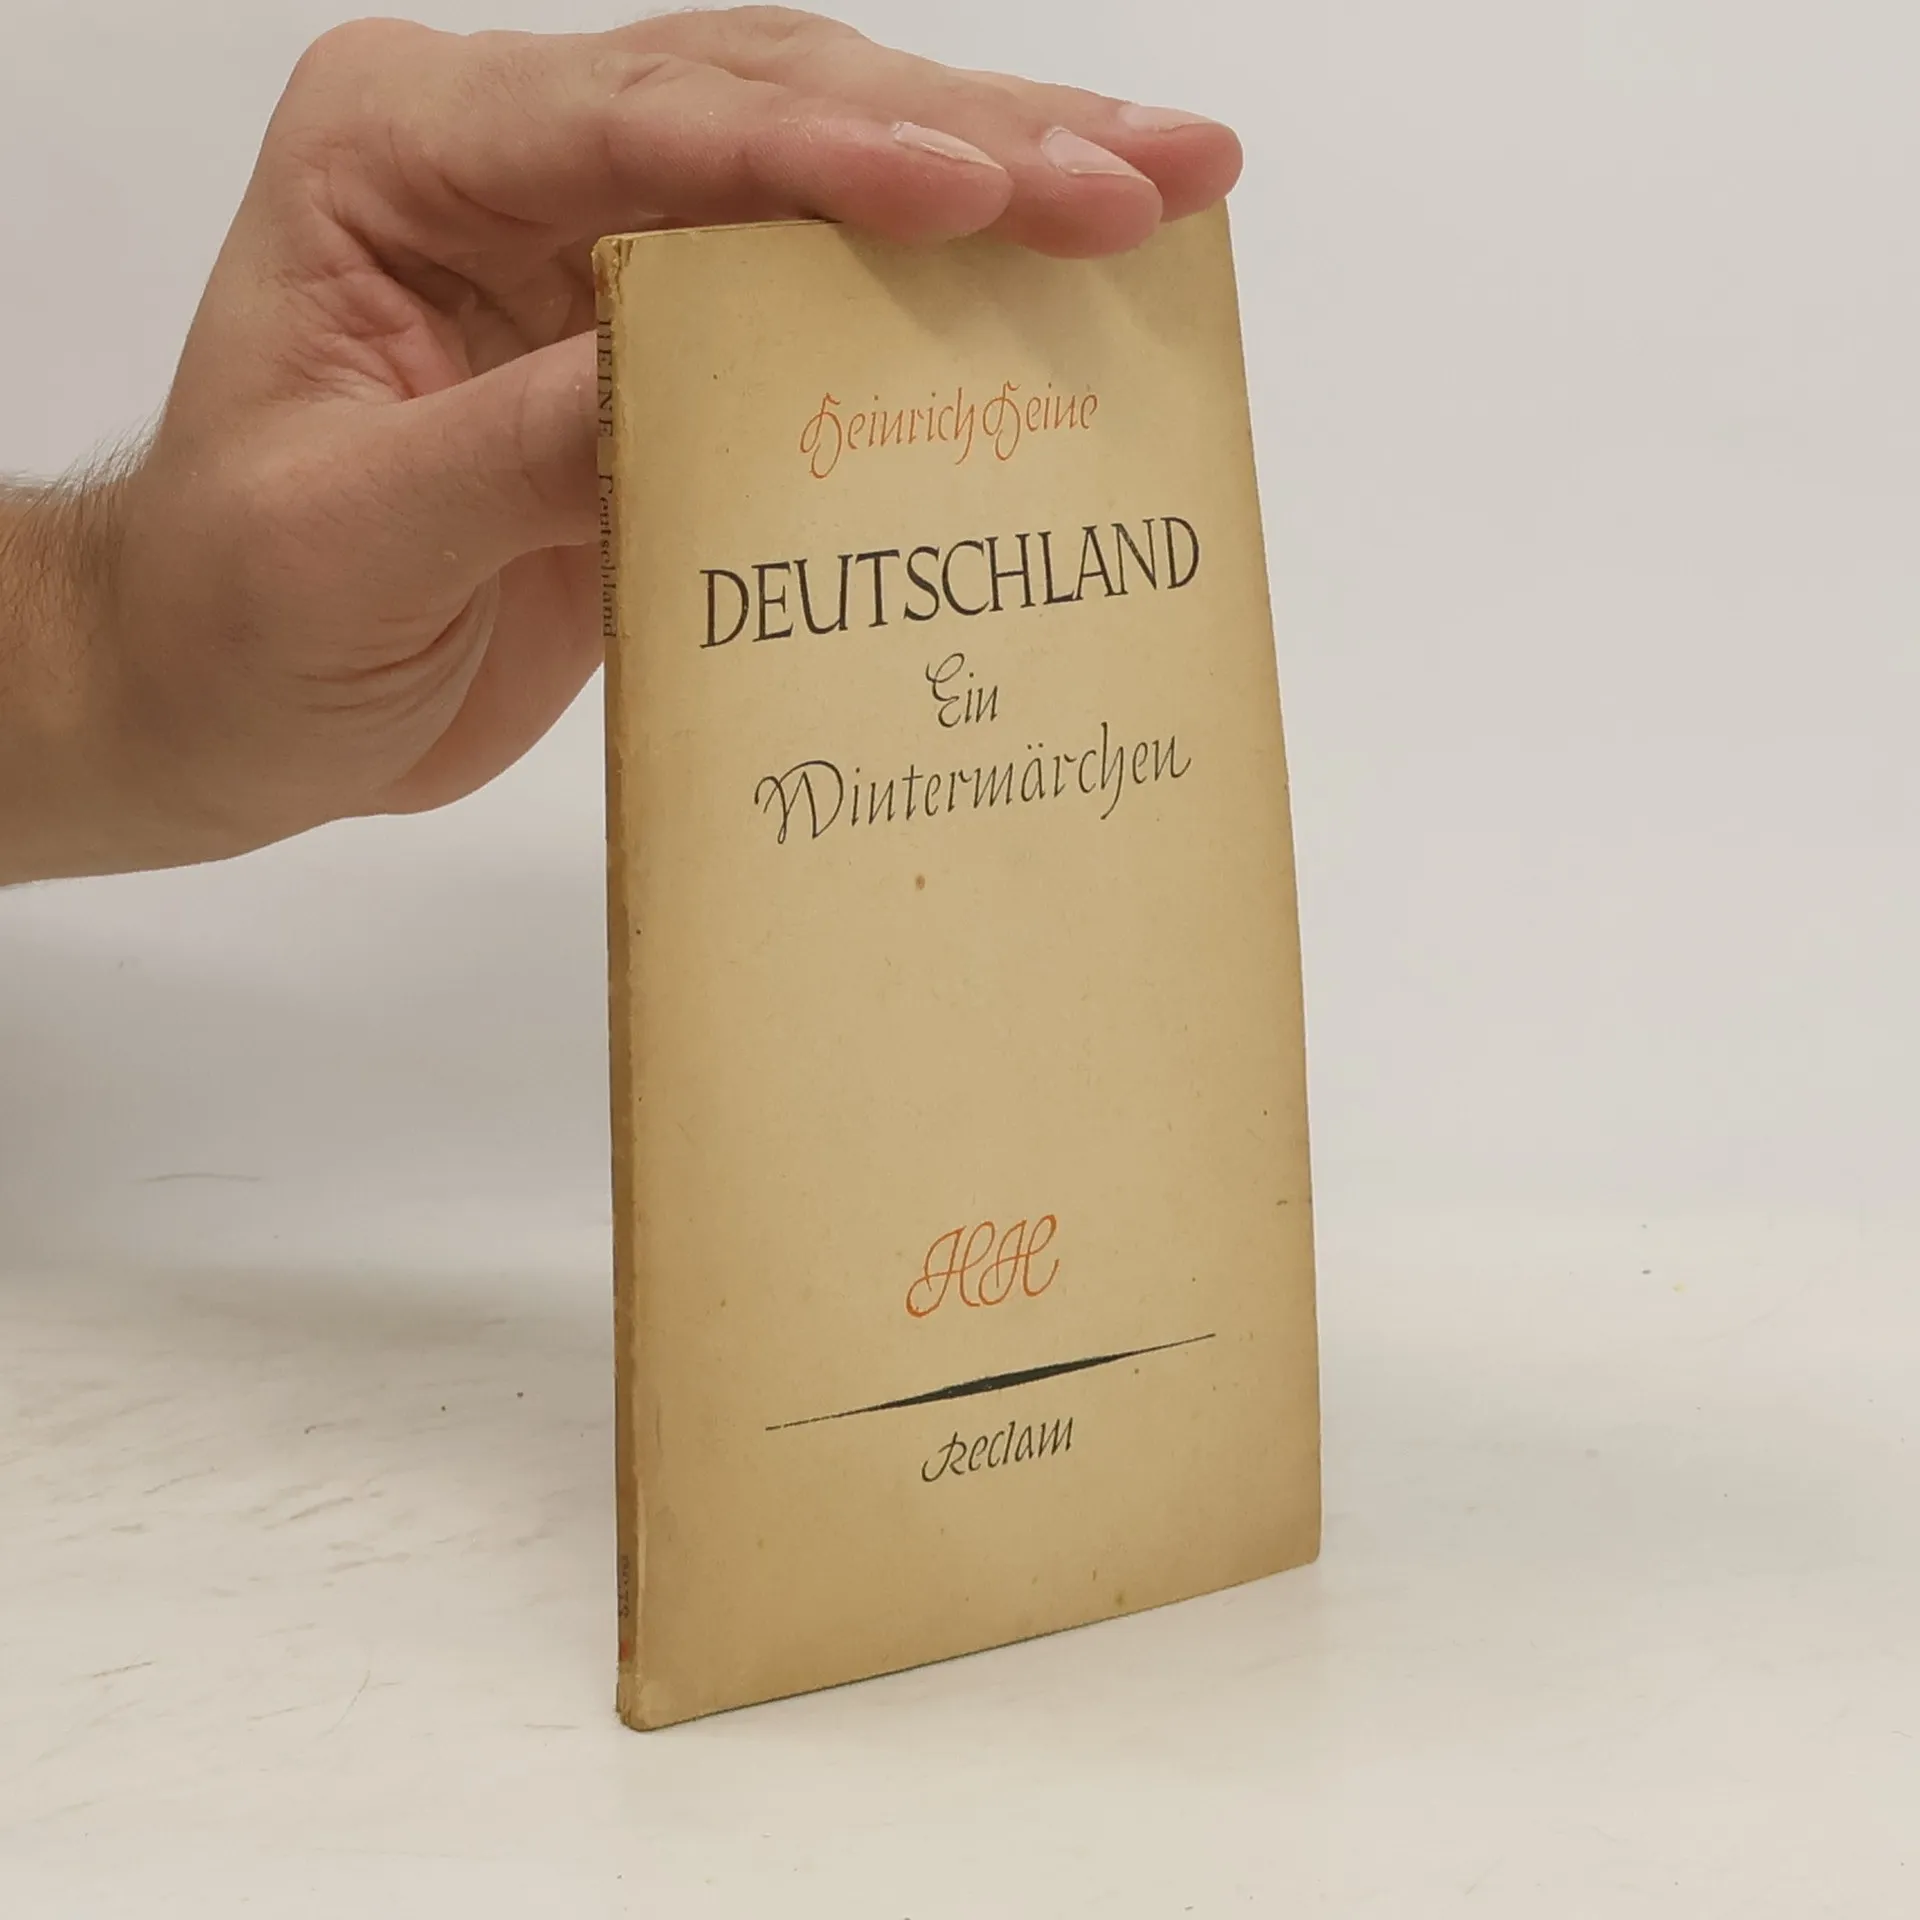 Heinrich Heine
DEUTSCHLAND
Ein
Wintermärchen
HH
Reclam
HEINE Deutschland